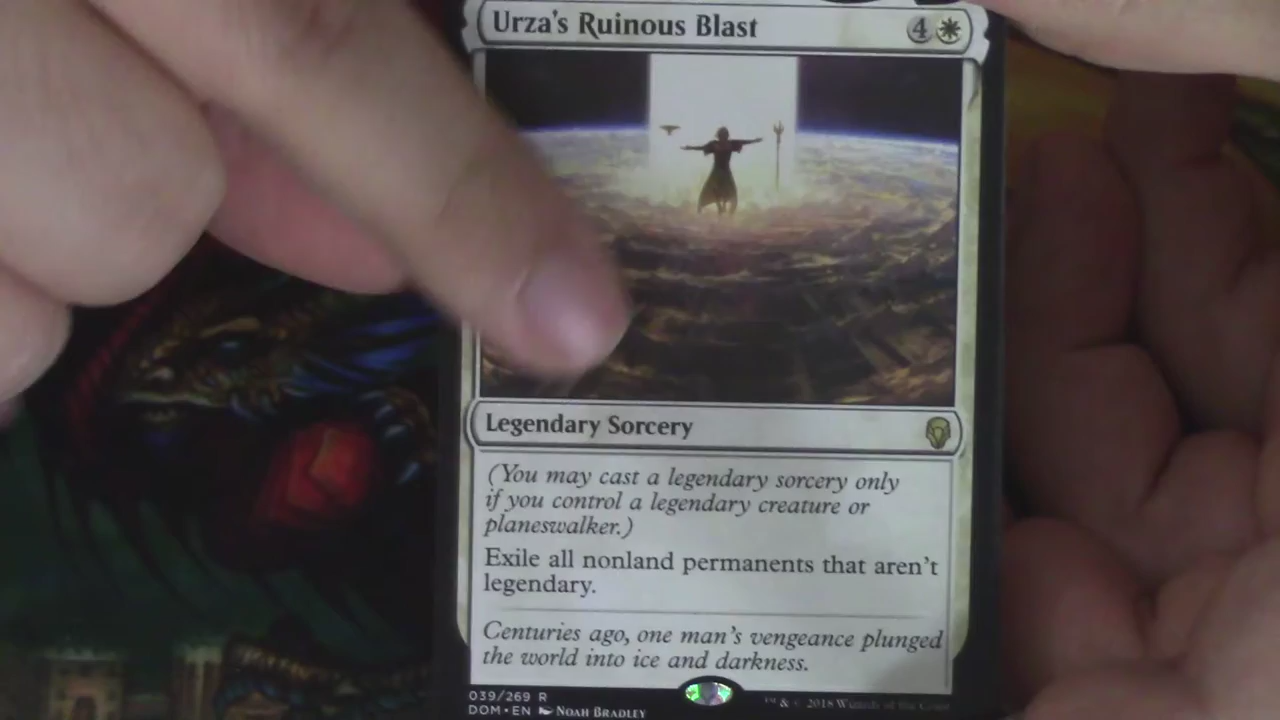 Urza's Ruinous Blast 4
Legendary Sorcery
(You may cast a legendary sorcery only
if you control a legendary creature or
planeswalker.)
Exile all nonland permanents that aren't
legendary.
Centuries ago, one man's vengeance plunged
the world into ice and darkness.
039/269 R
DOM • EN NOAH BRADLEY
™ & © 2018 Wizards of the Coast